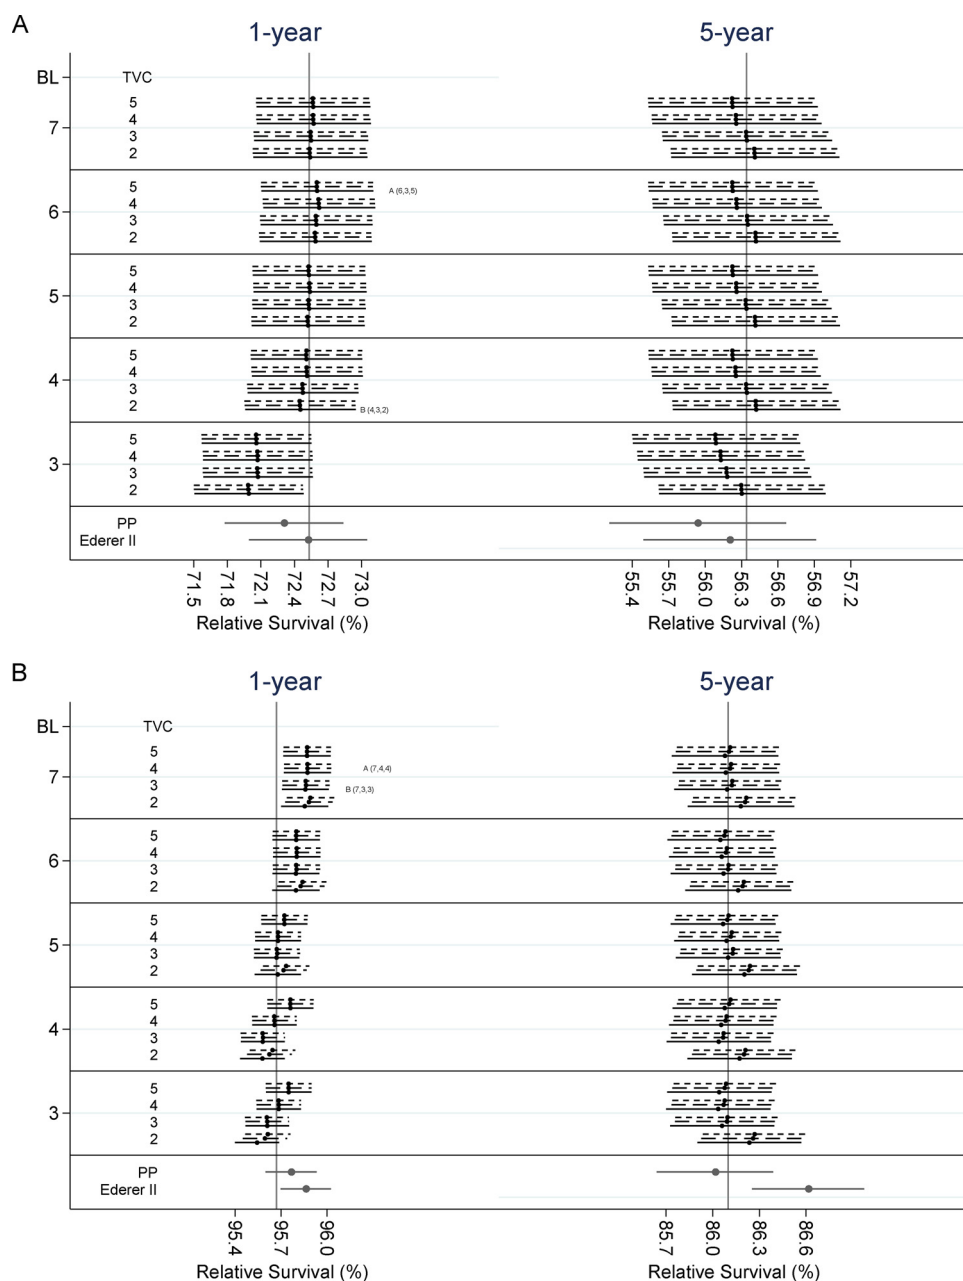 A
1-year 5-year
BL TVC
5
4
7
3
2
5 A (6,3,5)
4
6
3
2
5
4
5
3
2
5
4
4
3
2 B (4,3,2)
5
4
3
3
2
PP
Ederer II
71.5 71.8 72.1 72.4 72.7 73.0 55.4 55.7 56.0 56.3 56.6 56.9 57.2
Relative Survival (%) Relative Survival (%)
B
1-year 5-year
BL TVC
5
4 A (7,4,4)
7
3 B (7,3,3)
2
5
4
6
3
2
5
4
5
3
2
5
4
4
3
2
5
4
3
3
2
PP
Ederer II
95.4 95.7 96.0 85.7 86.0 86.3 86.6
Relative Survival (%) Relative Survival (%)